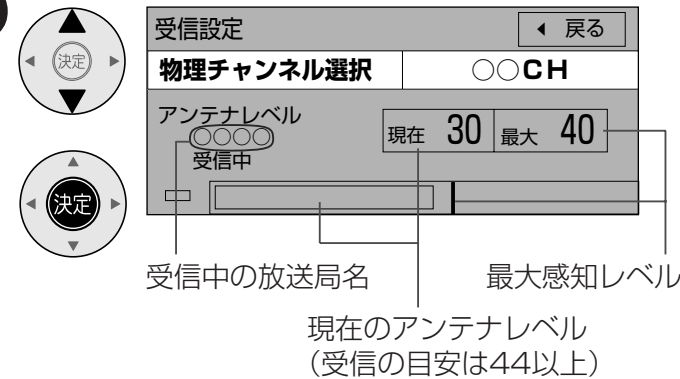 決定
受信設定
戻る
物理チャンネル選択
○○CH
アンテナレベル
○○○○
受信中
現在 30
最大 40
決定
受信中の放送局名
最大感知レベル
現在のアンテナレベル
（受信の目安は44以上）